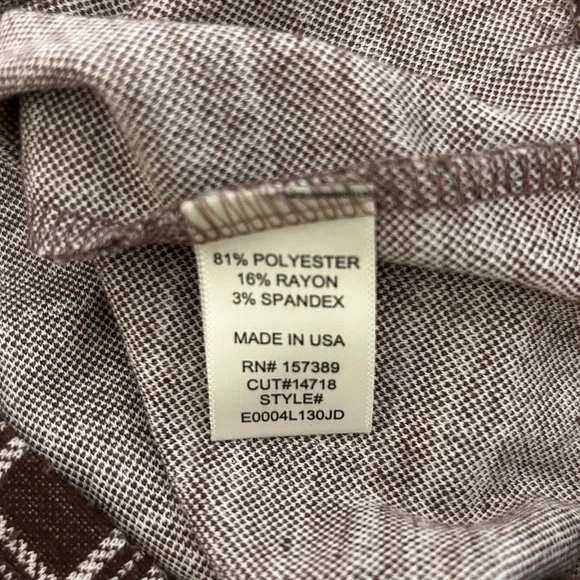 81% POLYESTER
16% RAYON
3% SPANDEX
MADE IN USA
RN# 157389
CUT#14718
STYLE#
E0004L130JD